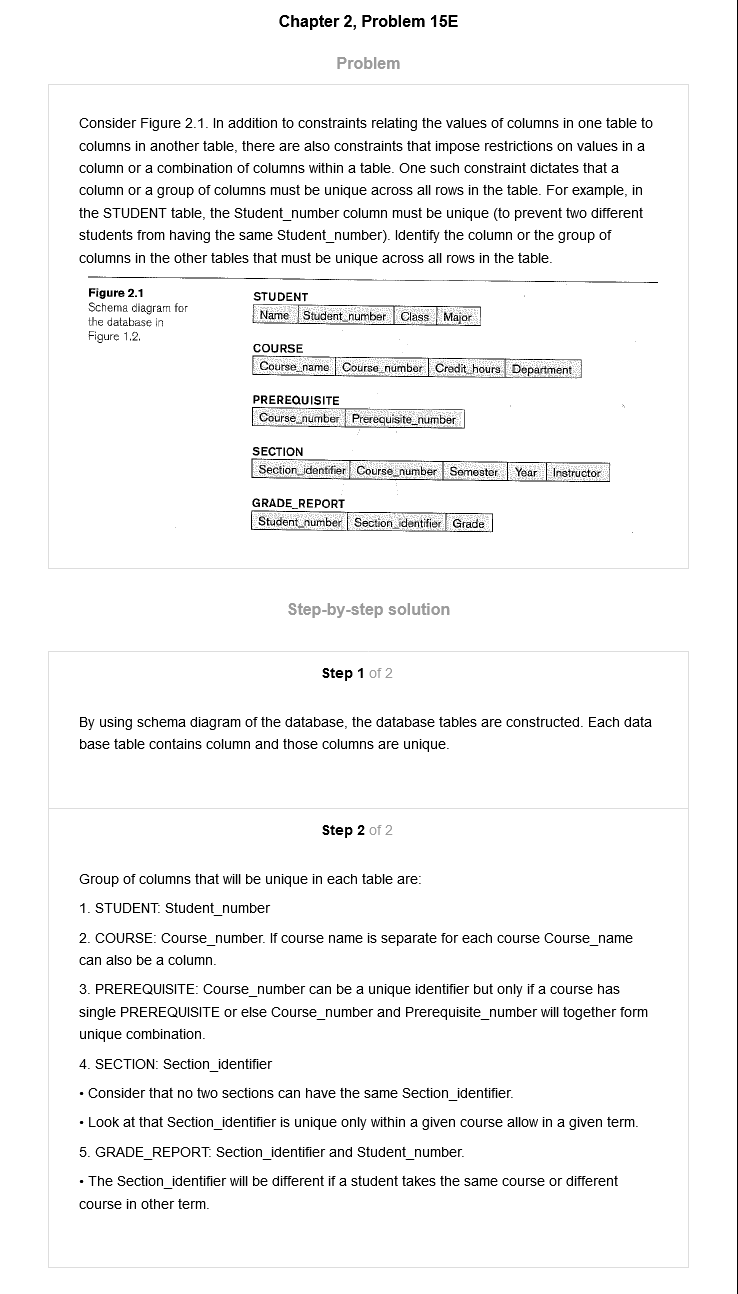 Chapter 2, Problem 15E
Problem
Consider Figure 2.1. In addition to constraints relating the values of columns in one table to
columns in another table, there are also constraints that impose restrictions on values in a
column or a combination of columns within a table. One such constraint dictates that a
column or a group of columns must be unique across all rows in the table. For example, in
the STUDENT table, the Student_number column must be unique (to prevent two different
students from having the same Student_number). Identify the column or the group of
columns in the other tables that must be unique across all rows in the table.
Figure 2.1
Schema diagram for
the database in
Figure 1.2.
STUDENT
Name Student_number Class Major
COURSE
Course_name Course_number Credit_hours Department
PREREQUISITE
Course_number Prerequisite_number
SECTION
Section_identifier Course_number Semester Year Instructor
GRADE_REPORT
Student_number Section_identifier Grade
Step-by-step solution
Step 1 of 2
By using schema diagram of the database, the database tables are constructed. Each data
base table contains column and those columns are unique.
Step 2 of 2
Group of columns that will be unique in each table are:
1. STUDENT: Student_number
2. COURSE: Course_number. If course name is separate for each course Course_name
can also be a column.
3. PREREQUISITE: Course_number can be a unique identifier but only if a course has
single PREREQUISITE or else Course_number and Prerequisite_number will together form
unique combination.
4. SECTION: Section_identifier
• Consider that no two sections can have the same Section_identifier.
• Look at that Section_identifier is unique only within a given course allow in a given term.
5. GRADE_REPORT: Section_identifier and Student_number.
• The Section_identifier will be different if a student takes the same course or different
course in other term.